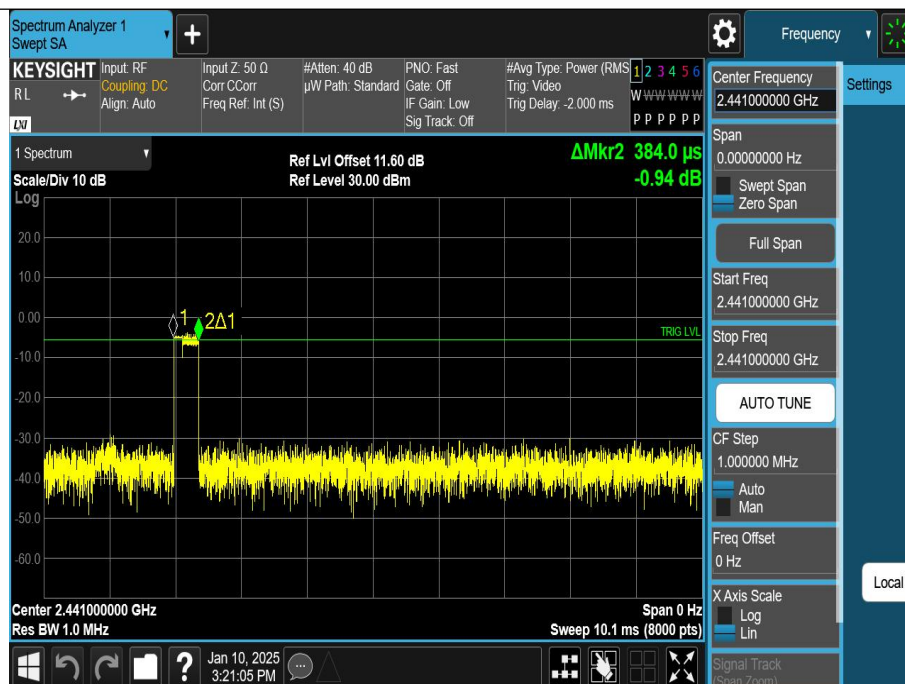 Spectrum Analyzer 1
Swept SA
Frequency
KEYSIGHT
R L
LXI
Input: RF
Coupling: DC
Align: Auto
Input Z: 50 Ω
Corr CCorr
Freq Ref: Int (S)
#Atten: 40 dB
µW Path: Standard
PNO: Fast
Gate: Off
IF Gain: Low
Sig Track: Off
#Avg Type: Power (RMS
Trig: Video
Trig Delay: -2.000 ms
1 2 3 4 5 6
W W W W W W
P P P P P P
1 Spectrum
Scale/Div 10 dB
Ref Lvl Offset 11.60 dB
Ref Level 30.00 dBm
ΔMkr2 384.0 µs
-0.94 dB
Log
20.0
10.0
0.00
-10.0
-20.0
-30.0
-40.0
-50.0
-60.0
1
2Δ1
TRIG LVL
Center 2.441000000 GHz
Res BW 1.0 MHz
Span 0 Hz
Sweep 10.1 ms (8000 pts)
Center Frequency
2.441000000 GHz
Settings
Span
0.00000000 Hz
Swept Span
Zero Span
Full Span
Start Freq
2.441000000 GHz
Stop Freq
2.441000000 GHz
AUTO TUNE
CF Step
1.000000 MHz
Auto
Man
Freq Offset
0 Hz
Local
X Axis Scale
Log
Lin
Signal Track
(Span Zoom)
?
Jan 10, 2025
3:21:05 PM